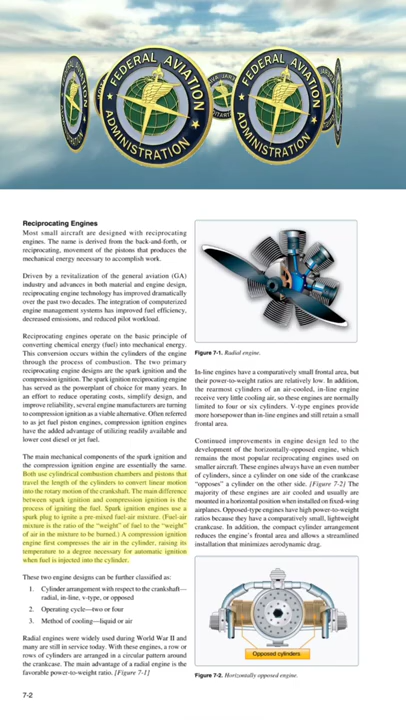 FEDERAL AVIATION
ADMINISTRATION
FEDERAL AVIATION
ADMINISTRATION
Reciprocating Engines
Most small aircraft are designed with reciprocating
engines. The name is derived from the back-and-forth, or
reciprocating, movement of the pistons that produces the
mechanical energy necessary to accomplish work.
Driven by a revitalization of the general aviation (GA)
industry and advances in both material and engine design,
reciprocating engine technology has improved dramatically
over the past two decades. The integration of computerized
engine management systems has improved fuel efficiency,
decreased emissions, and reduced pilot workload.
Reciprocating engines operate on the basic principle of
converting chemical energy (fuel) into mechanical energy.
This conversion occurs within the cylinders of the engine
through the process of combustion. The two primary
reciprocating engine designs are the spark ignition and the
compression ignition. The spark ignition reciprocating engine
has served as the powerplant of choice for many years. In
an effort to reduce operating costs, simplify design, and
improve reliability, several engine manufacturers are turning
to compression ignition as a viable alternative. Often referred
to as jet fuel piston engines, compression ignition engines
have the added advantage of utilizing readily available and
lower cost diesel or jet fuel.
The main mechanical components of the spark ignition and
the compression ignition engine are essentially the same.
Both use cylindrical combustion chambers and pistons that
travel the length of the cylinders to convert linear motion
into the rotary motion of the crankshaft. The main difference
between spark ignition and compression ignition is the
process of igniting the fuel. Spark ignition engines use a
spark plug to ignite a pre-mixed fuel-air mixture. (Fuel-air
mixture is the ratio of the "weight" of fuel to the "weight"
of air in the mixture to be burned.) A compression ignition
engine first compresses the air in the cylinder, raising its
temperature to a degree necessary for automatic ignition
when fuel is injected into the cylinder.
These two engine designs can be further classified as:
1. Cylinder arrangement with respect to the crankshaft—
radial, in-line, v-type, or opposed
2. Operating cycle—two or four
3. Method of cooling—liquid or air
Radial engines were widely used during World War II and
many are still in service today. With these engines, a row or
rows of cylinders are arranged in a circular pattern around
the crankcase. The main advantage of a radial engine is the
favorable power-to-weight ratio. [Figure 7-1]
7-2
Figure 7-1. Radial engine.
In-line engines have a comparatively small frontal area, but
their power-to-weight ratios are relatively low. In addition,
the rearmost cylinders of an air-cooled, in-line engine
receive very little cooling air, so these engines are normally
limited to four or six cylinders. V-type engines provide
more horsepower than in-line engines and still retain a small
frontal area.
Continued improvements in engine design led to the
development of the horizontally-opposed engine, which
remains the most popular reciprocating engines used on
smaller aircraft. These engines always have an even number
of cylinders, since a cylinder on one side of the crankcase
"opposes" a cylinder on the other side. [Figure 7-2] The
majority of these engines are air cooled and usually are
mounted in a horizontal position when installed on fixed-wing
airplanes. Opposed-type engines have high power-to-weight
ratios because they have a comparatively small, lightweight
crankcase. In addition, the compact cylinder arrangement
reduces the engine's frontal area and allows a streamlined
installation that minimizes aerodynamic drag.
Opposed cylinders
Figure 7-2. Horizontally opposed engine.